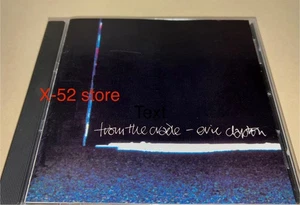 X-52 store
Text
from the cradle - eric clapton